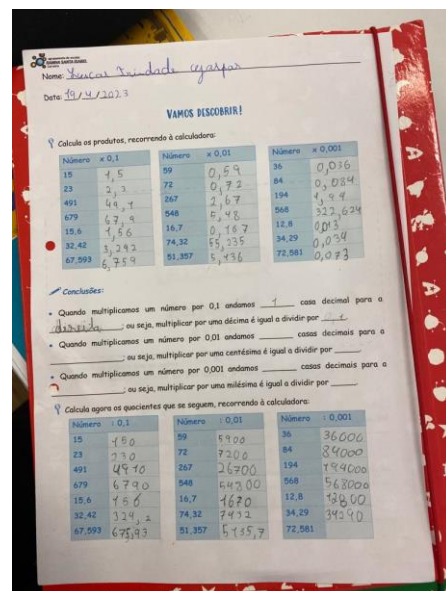 RAINHA SANTA ISABEL
Nome: Trindade
Data: 19/4/2023
VAMOS DESCOBRIR!
Calcula os produtos, recorrendo à calculadora:
Número x 0,1 Número x 0,01 Número x 0,001
15 1,5 59 0,59 36 0,036
23 2,3 72 0,72 84 0,084
491 49,1 267 2,67 194 1,94
679 67,9 548 5,48 568 322,624
15,6 1,56 16,7 0,167 12,8 0,013
32,42 3,242 74,32 55,235 34,29 0,034
67,593 6,759 51,357 5,136 72,581 0,073
Conclusões:
• Quando multiplicamos um número por 0,1 andamos 1 casa decimal para a
direita; ou seja, multiplicar por uma décima é igual a dividir por
• Quando multiplicamos um número por 0,01 andamos casas decimais para a
; ou seja, multiplicar por uma centésima é igual a dividir por
• Quando multiplicamos um número por 0,001 andamos casas decimais para a
; ou seja, multiplicar por uma milésima é igual a dividir por
Calcula agora os quocientes que se seguem, recorrendo à calculadora:
Número : 0,1 Número : 0,01 Número : 0,001
15 150 59 5900 36 36000
23 230 72 7200 84 84000
491 4910 267 26700 194 194000
679 6790 548 54800 568 568000
15,6 156 16,7 1670 12,8 12800
32,42 324,2 74,32 7432 34,29 34290
67,593 675,93 51,357 5135,7 72,581